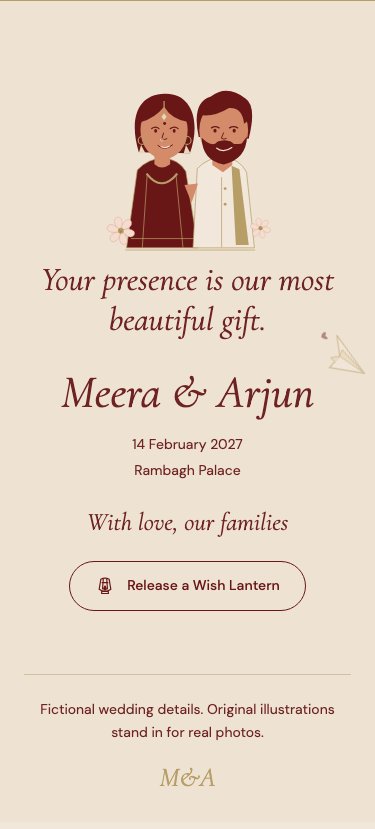 Your presence is our most
beautiful gift.
Meera & Arjun
14 February 2027
Rambagh Palace
With love, our families
Release a Wish Lantern
Fictional wedding details. Original illustrations
stand in for real photos.
M&A